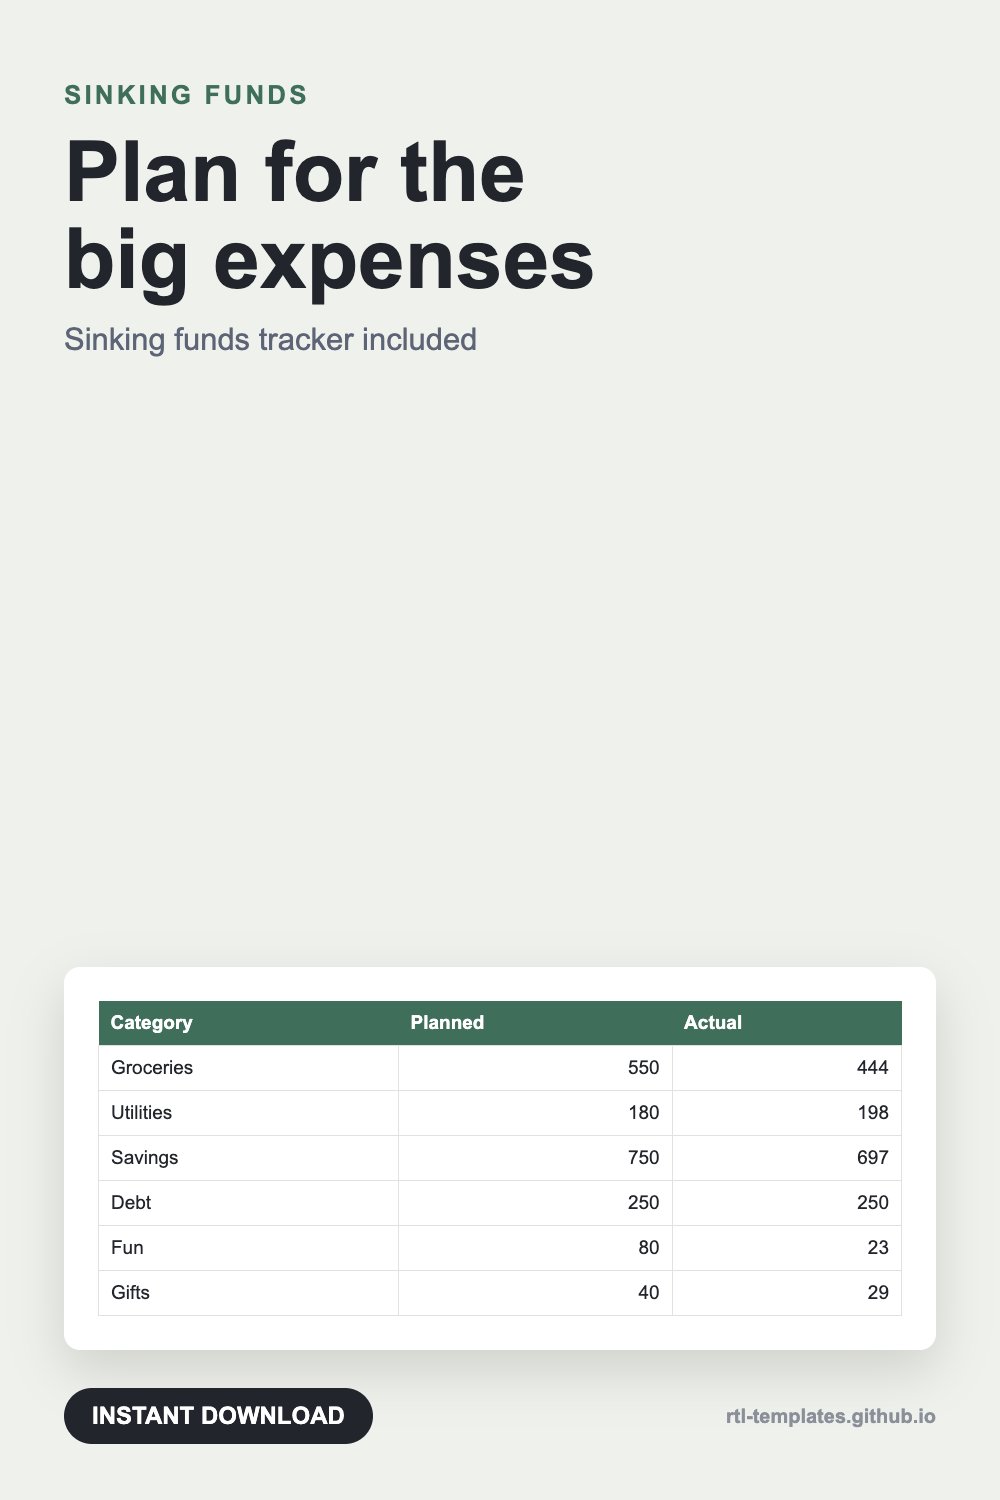 SINKING FUNDS
Plan for the
big expenses
Sinking funds tracker included
Category Planned Actual
Groceries 550 444
Utilities 180 198
Savings 750 697
Debt 250 250
Fun 80 23
Gifts 40 29
INSTANT DOWNLOAD
rtl-templates.github.io